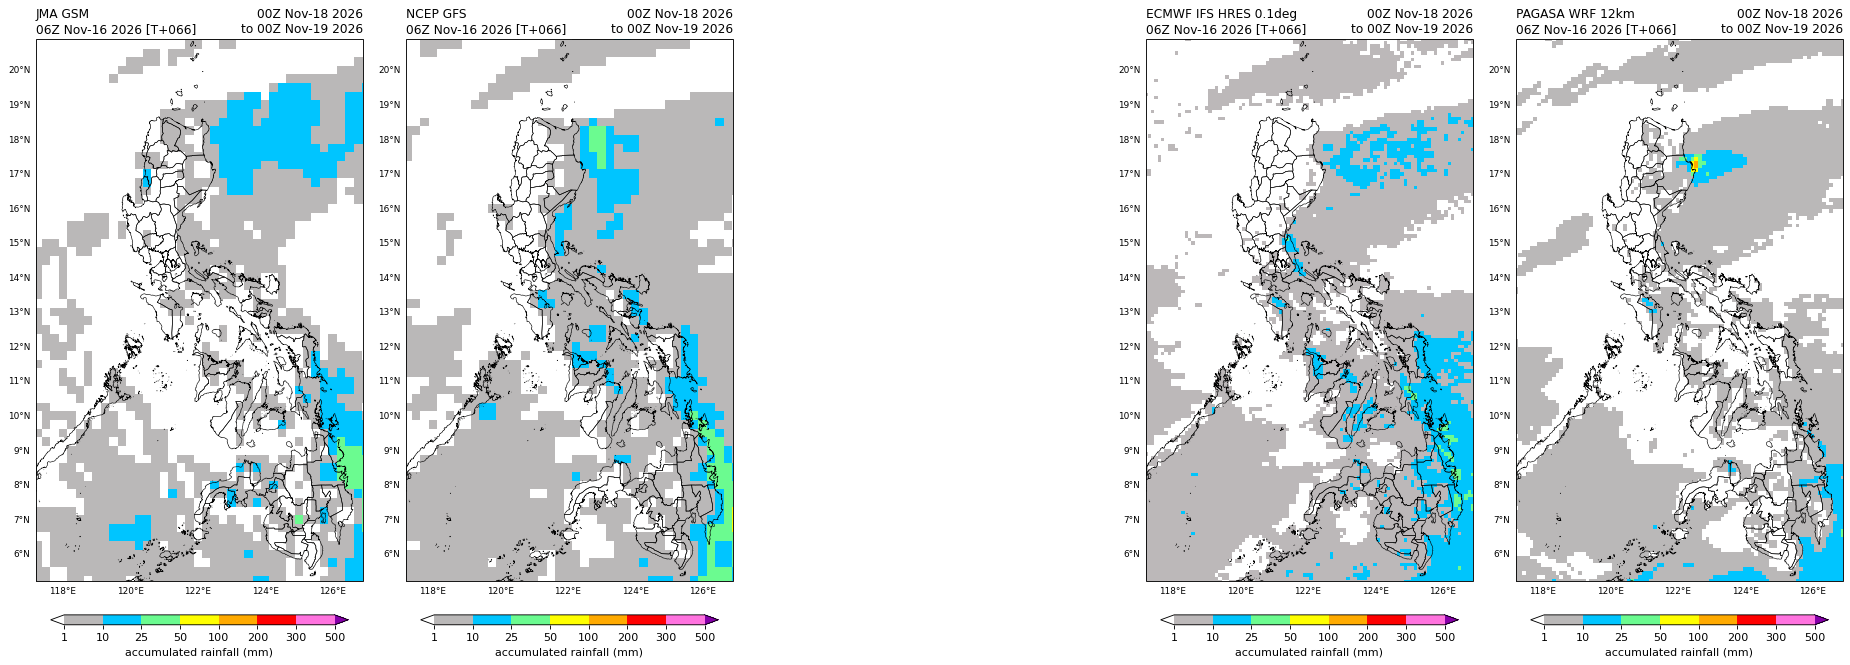 JMA GSM 00Z Nov-18 2026
06Z Nov-16 2026 [T+066] to 00Z Nov-19 2026
20°N
19°N
18°N
17°N
16°N
15°N
14°N
13°N
12°N
11°N
10°N
9°N
8°N
7°N
6°N
118°E 120°E 122°E 124°E 126°E
1 10 25 50 100 200 300 500
accumulated rainfall (mm)
NCEP GFS 00Z Nov-18 2026
06Z Nov-16 2026 [T+066] to 00Z Nov-19 2026
20°N
19°N
18°N
17°N
16°N
15°N
14°N
13°N
12°N
11°N
10°N
9°N
8°N
7°N
6°N
118°E 120°E 122°E 124°E 126°E
1 10 25 50 100 200 300 500
accumulated rainfall (mm)
ECMWF IFS HRES 0.1deg 00Z Nov-18 2026
06Z Nov-16 2026 [T+066] to 00Z Nov-19 2026
20°N
19°N
18°N
17°N
16°N
15°N
14°N
13°N
12°N
11°N
10°N
9°N
8°N
7°N
6°N
118°E 120°E 122°E 124°E 126°E
1 10 25 50 100 200 300 500
accumulated rainfall (mm)
PAGASA WRF 12km 00Z Nov-18 2026
06Z Nov-16 2026 [T+066] to 00Z Nov-19 2026
20°N
19°N
18°N
17°N
16°N
15°N
14°N
13°N
12°N
11°N
10°N
9°N
8°N
7°N
6°N
118°E 120°E 122°E 124°E 126°E
1 10 25 50 100 200 300 500
accumulated rainfall (mm)